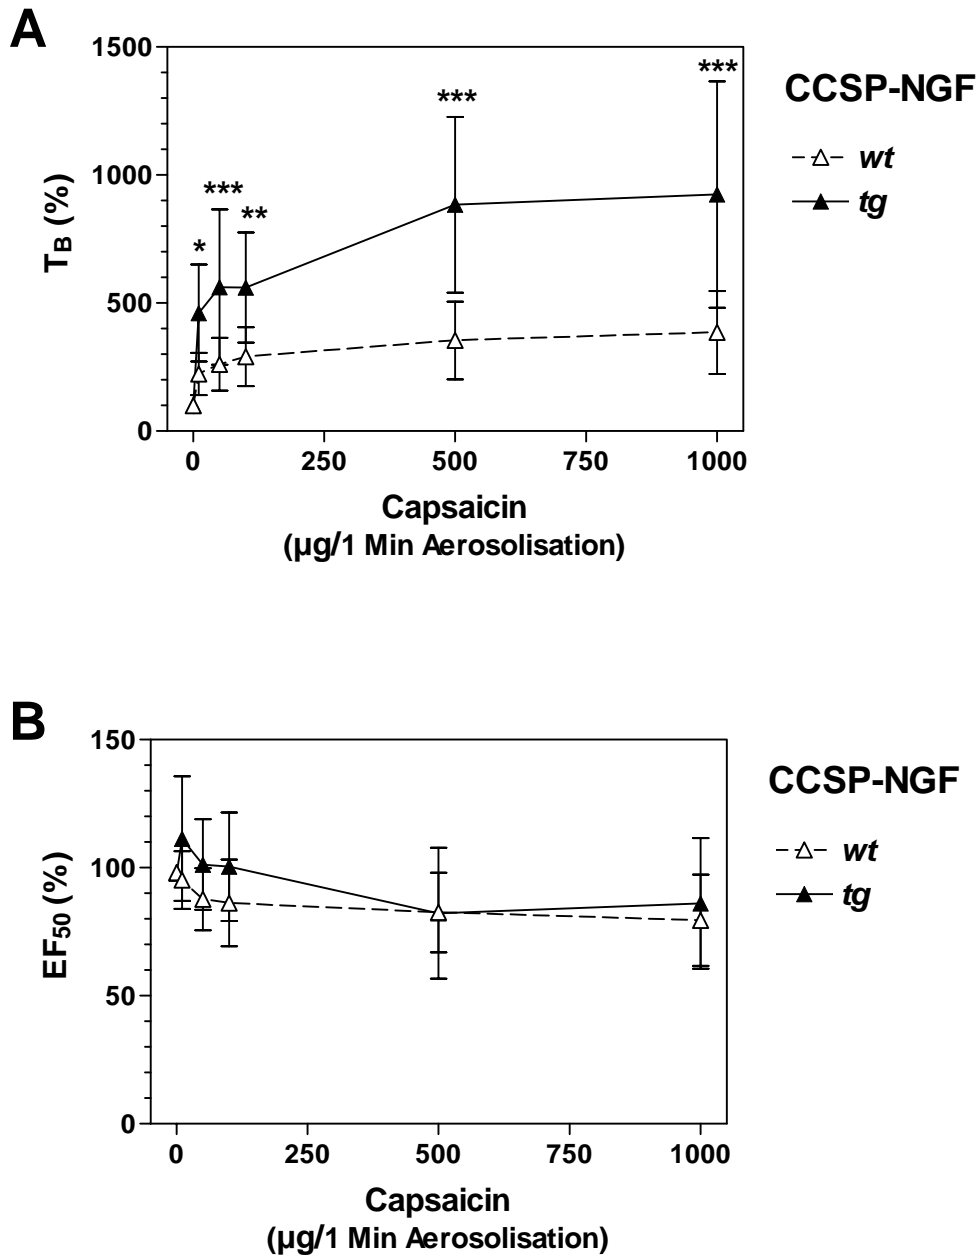 A
1500
1000
500
0
TB (%)
*
***
**
***
***
0 250 500 750 1000
Capsaicin
(µg/1 Min Aerosolisation)
CCSP-NGF
wt
tg
B
150
100
50
0
EF50 (%)
0 250 500 750 1000
Capsaicin
(µg/1 Min Aerosolisation)
CCSP-NGF
wt
tg